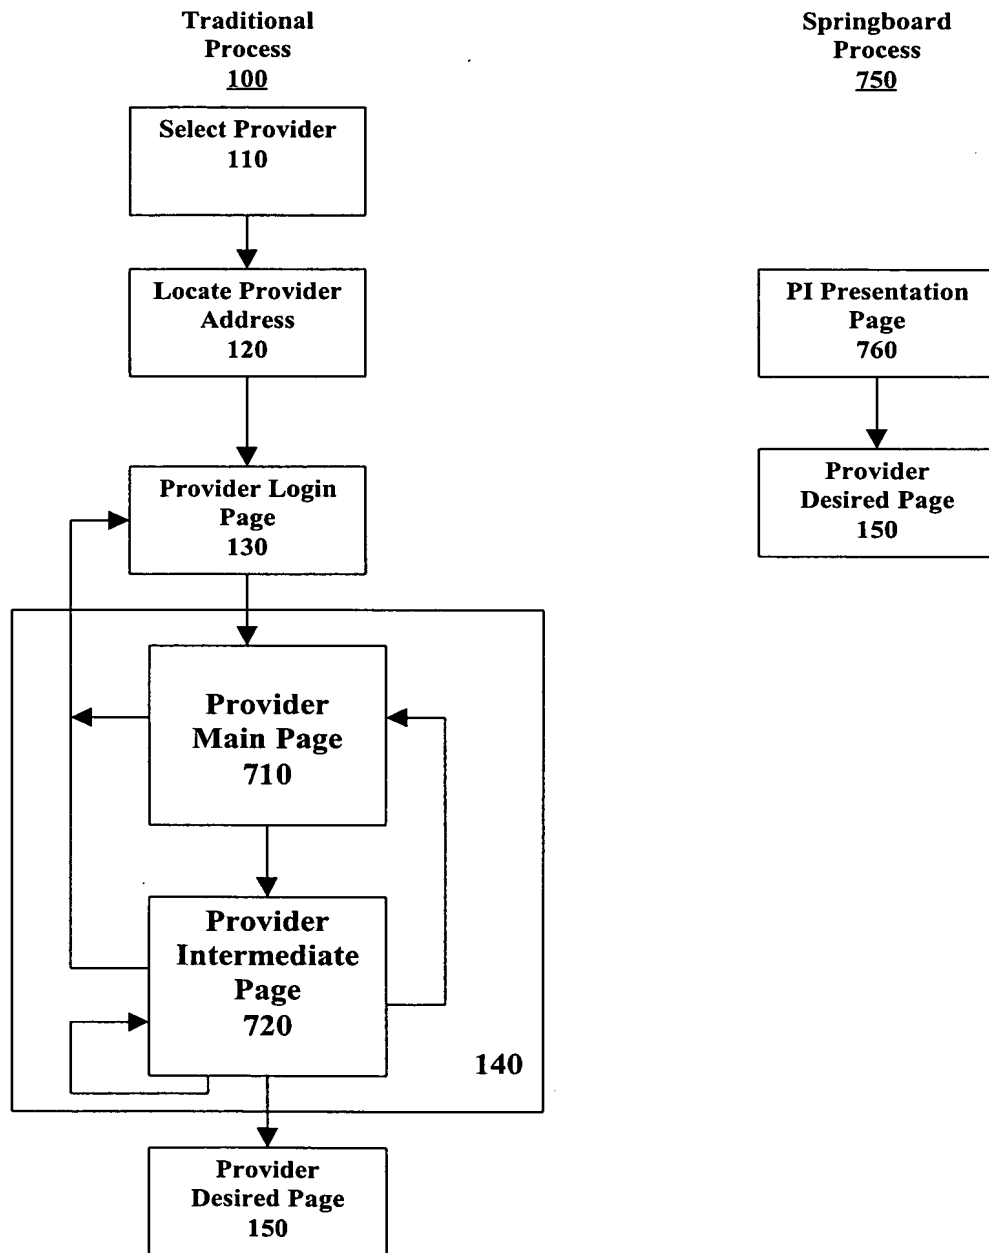 Traditional
Process
100
Select Provider
110
Locate Provider
Address
120
Provider Login
Page
130
Provider
Main Page
710
Provider
Intermediate
Page
720
140
Provider
Desired Page
150
Springboard
Process
750
PI Presentation
Page
760
Provider
Desired Page
150